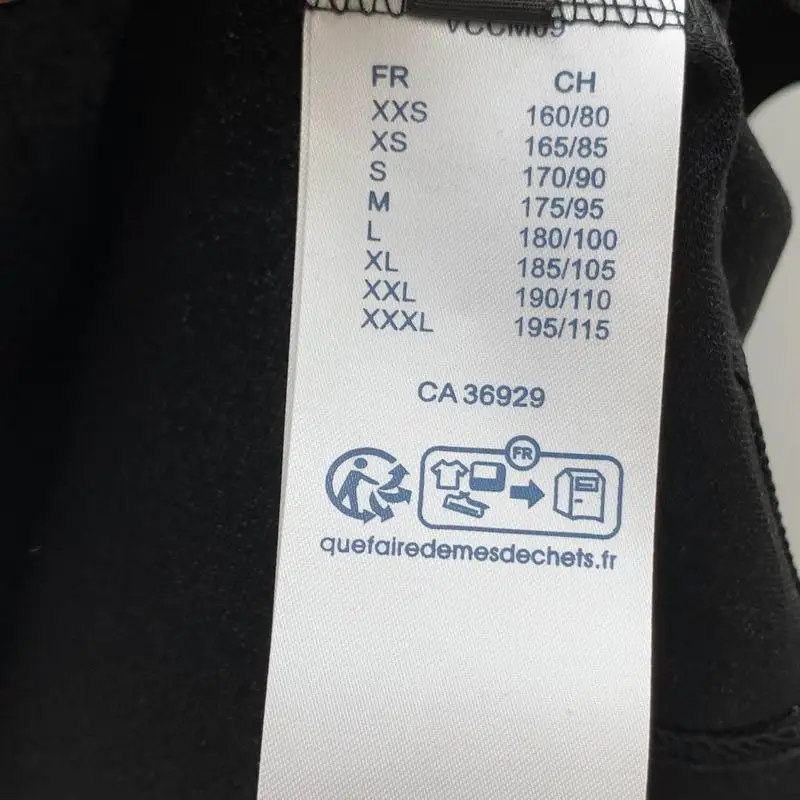 VCCM09
FR CH
XXS 160/80
XS 165/85
S 170/90
M 175/95
L 180/100
XL 185/105
XXL 190/110
XXXL 195/115
CA 36929
FR
quefairedemesdechets.fr